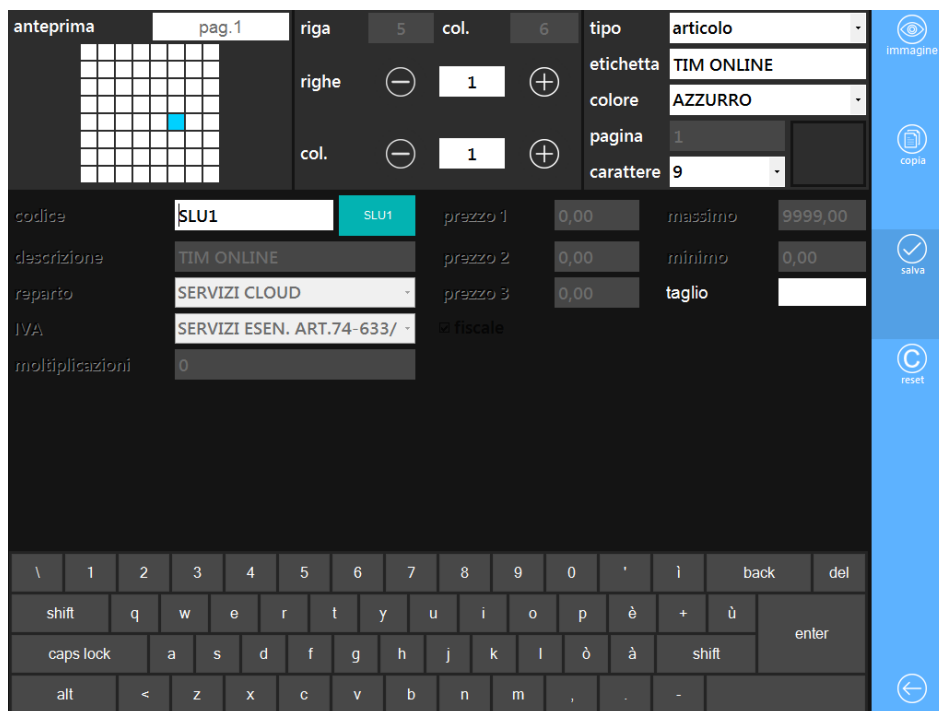 anteprima pag.1 riga 5 col. 6 tipo articolo
immagine
etichetta TIM ONLINE
righe 1
colore AZZURRO
pagina 1
col. 1
carattere 9
copia
codice SLU1 SLU1 prezzo 1 0,00 massimo 9999,00
descrizione TIM ONLINE prezzo 2 0,00 minimo 0,00
salva
reparto SERVIZI CLOUD prezzo 3 0,00 taglio
IVA SERVIZI ESEN. ART.74-633/ fiscale
moltiplicazioni 0
C
reset
\ 1 2 3 4 5 6 7 8 9 0 ' ì back del
shift q w e r t y u i o p è + ù
enter
caps lock a s d f g h j k l ò à shift
alt < z x c v b n m , . -